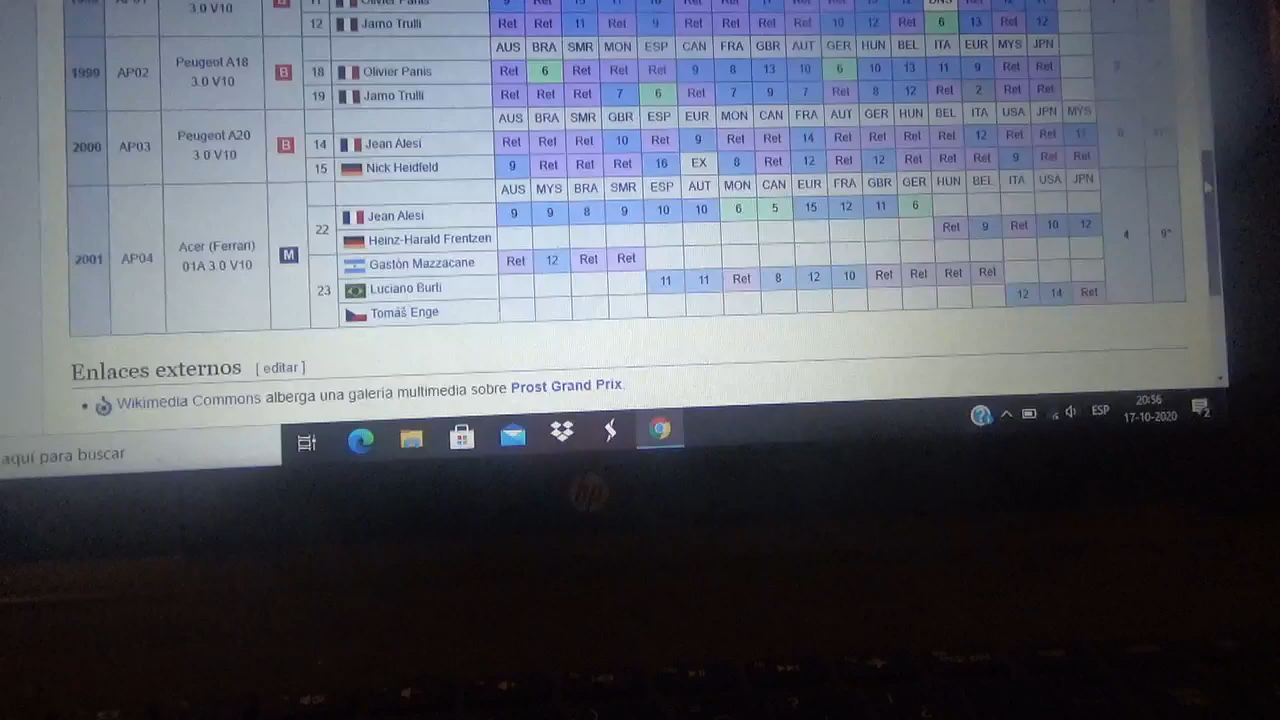 3.0 V10
12 Jarno Trulli Ret Ret 11 Ret 9 Ret Ret Ret Ret 10 12 Ret 6 13 Ret 12
AUS BRA SMR MON ESP CAN FRA GBR AUT GER HUN BEL ITA EUR MYS JPN
1999 AP02 Peugeot A18 B
3.0 V10
18 Olivier Panis Ret 6 Ret Ret Ret 9 8 13 10 6 10 13 11 9 Ret Ret
19 Jarno Trulli Ret Ret Ret 7 6 Ret 7 9 7 Ret 8 12 Ret 2 Ret Ret
AUS BRA SMR GBR ESP EUR MON CAN FRA AUT GER HUN BEL ITA USA JPN MYS
2000 AP03 Peugeot A20 B
3.0 V10
14 Jean Alesi Ret Ret Ret 10 Ret 9 Ret Ret 14 Ret Ret Ret Ret 12 Ret Ret 11
15 Nick Heidfeld 9 Ret Ret Ret 16 EX 8 Ret 12 Ret 12 Ret Ret Ret 9 Ret Ret
AUS MYS BRA SMR ESP AUT MON CAN EUR FRA GBR GER HUN BEL ITA USA JPN
2001 AP04 Acer (Ferrari) M
01A 3.0 V10
22 Jean Alesi 9 9 8 9 10 10 6 5 15 12 11 6
Heinz-Harald Frentzen Ret 9 Ret 10 12
23 Gastón Mazzacane Ret 12 Ret Ret
Luciano Burti 11 11 Ret 8 12 10 Ret Ret Ret Ret
Tomáš Enge 12 14 Ret
4 9°
Enlaces externos [ editar ]
Wikimedia Commons alberga una galería multimedia sobre Prost Grand Prix.
aquí para buscar
ESP
20:56
17-10-2020
2
hp